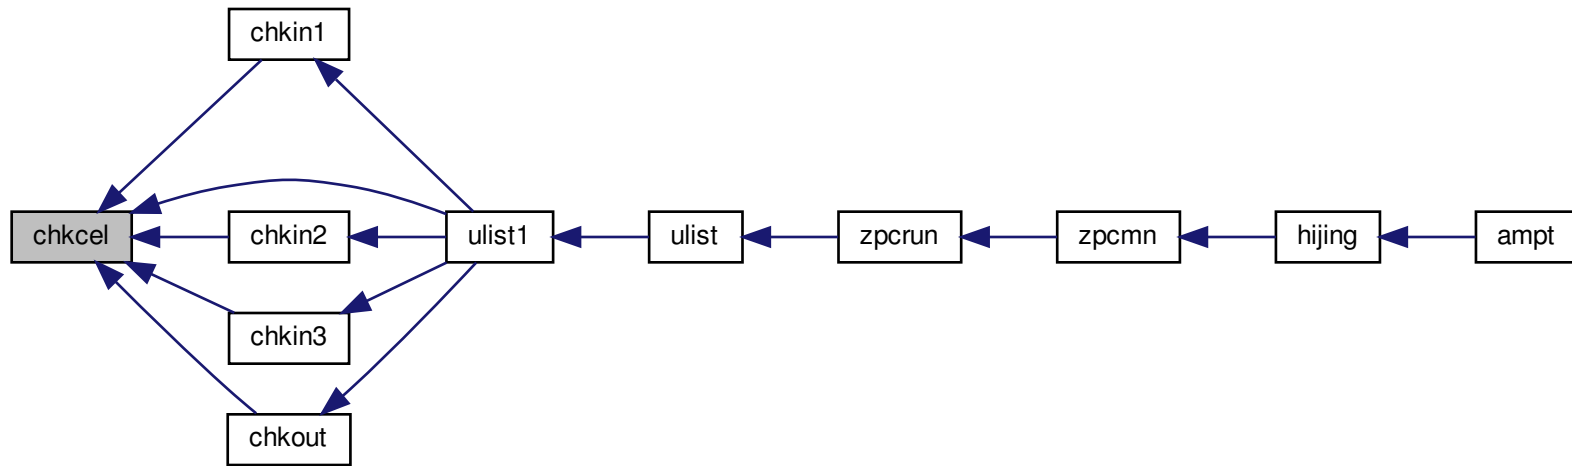 chkin1
chkcel
chkin2
ulist1
ulist
zpcrun
zpcmn
hijing
ampt
chkin3
chkout